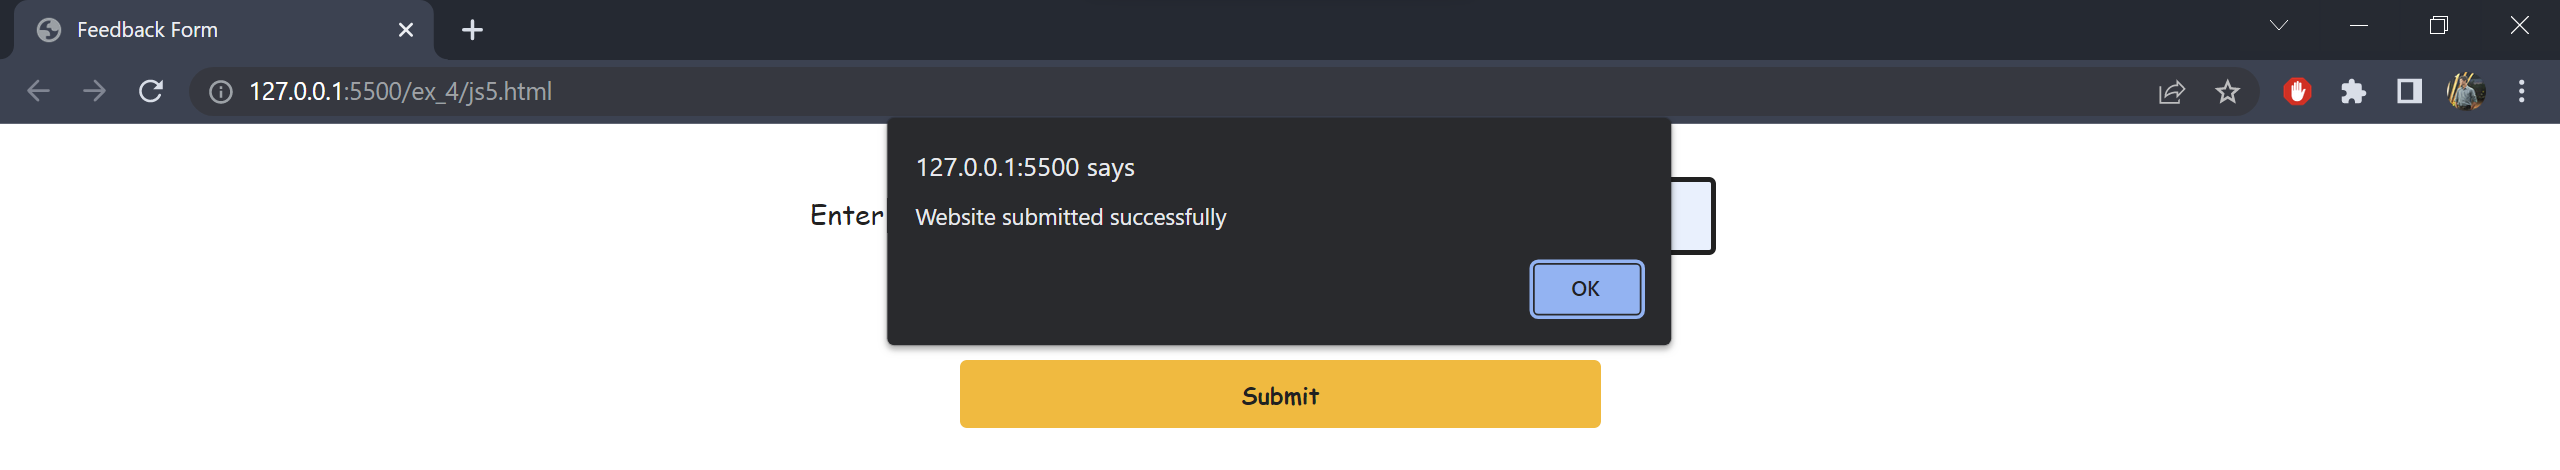 Feedback Form
127.0.0.1:5500/ex_4/js5.html
127.0.0.1:5500 says
Enter
Website submitted successfully
OK
Submit